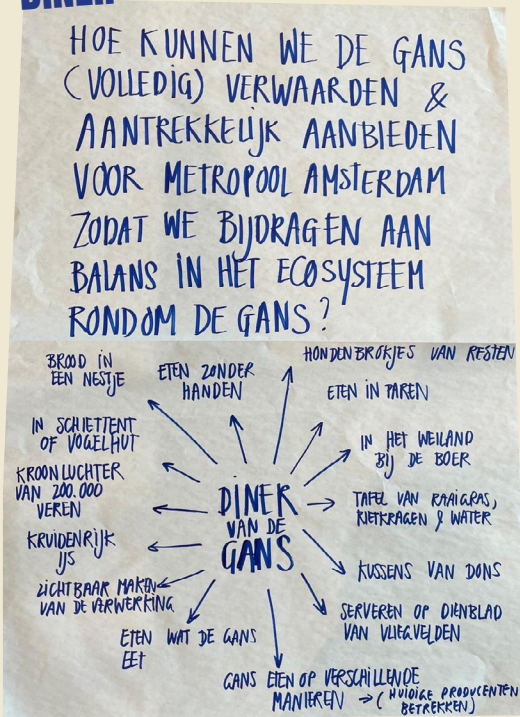 DINER
HOE KUNNEN WE DE GANS
(VOLLEDIG) VERWAARDEN &
AANTREKKELIJK AANBIEDEN
VOOR METROPOOL AMSTERDAM
ZODAT WE BIJDRAGEN AAN
BALANS IN HET ECOSYSTEEM
RONDOM DE GANS?
BROOD IN
EEN NESTJE
ETEN ZONDER
HANDEN
HONDENBROKJES VAN RESTEN
ETEN IN PAREN
IN SCHIETTENT
OF VOGELHUT
IN HET WEILAND
BIJ DE BOER
KROONLUCHTER
VAN 200.000
VEREN
DINER
VAN DE
GANS
TAFEL VAN RAAIGRAS,
RIETKRAGEN & WATER
KRUIDENRIJK
IJS
KUSSENS VAN DONS
ZICHTBAAR MAKEN
VAN DE VERWERKING
SERVEREN OP DIENBLAD
VAN VLIEGVELDEN
ETEN WAT DE GANS
EET
GANS ETEN OP VERSCHILLENDE
MANIEREN → (HUIDIGE PRODUCENTEN
BETREKKEN)